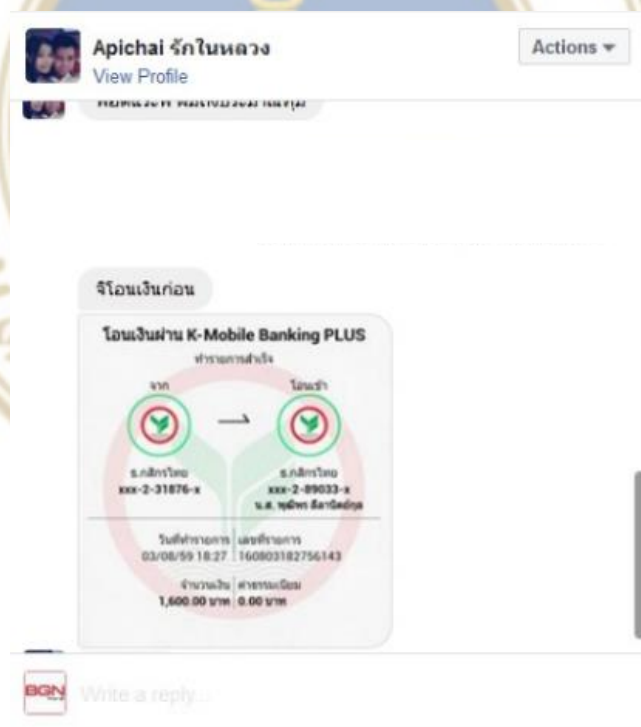 Apichai รักในหลวง
Actions
View Profile
จิโอนเงินก่อน
โอนเงินผ่าน K-Mobile Banking PLUS
ทำรายการสำเร็จ
จาก
โอนเข้า
ธ.กสิกรไทย
ธ.กสิกรไทย
xxx-2-31876-x
xxx-2-89033-x
น.ส.
วันที่ทำรายการ
เลขที่รายการ
03/08/59 18:27
160803182756143
จำนวนเงิน
ค่าธรรมเนียม
1,600.00 บาท
0.00 บาท
BGN
Write a reply...